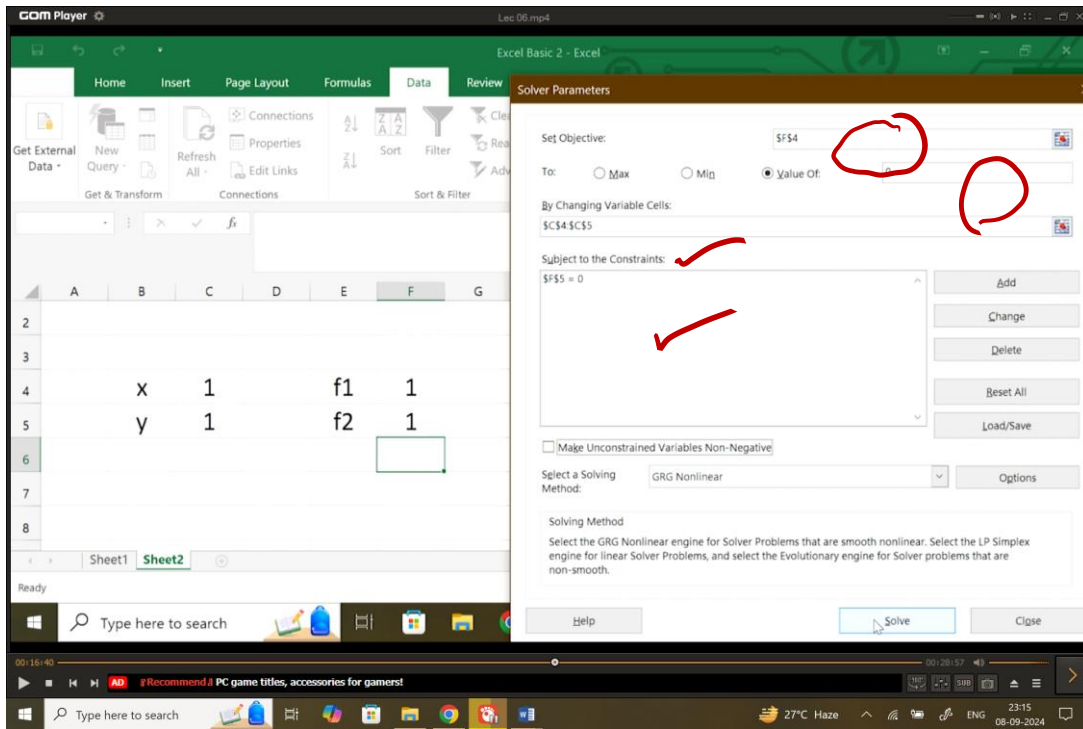 GOM Player
Lec 06.mp4
Excel Basic 2 - Excel
Home Insert Page Layout Formulas Data Review
Get External Data
New Query
Refresh All
Connections
Properties
Edit Links
Sort
Filter
Cle
Rea
Adv
Get & Transform
Connections
Sort & Filter
fx
A B C D E F G
2
3
4 x 1 f1 1
5 y 1 f2 1
6
7
8
Sheet1 Sheet2
Ready
Solver Parameters
Set Objective: $F$4
To: Max Min Value Of:
By Changing Variable Cells:
$C$4:$C$5
Subject to the Constraints:
$F$5 = 0
Add
Change
Delete
Reset All
Load/Save
Make Unconstrained Variables Non-Negative
Select a Solving Method:
GRG Nonlinear
Options
Solving Method
Select the GRG Nonlinear engine for Solver Problems that are smooth nonlinear. Select the LP Simplex
engine for linear Solver Problems, and select the Evolutionary engine for Solver problems that are
non-smooth.
Help
Solve
Close
Type here to search
00:16:40
00:28:57
AD Recommend PC game titles, accessories for gamers!
SUB
Type here to search
27°C Haze
ENG
23:15
08-09-2024